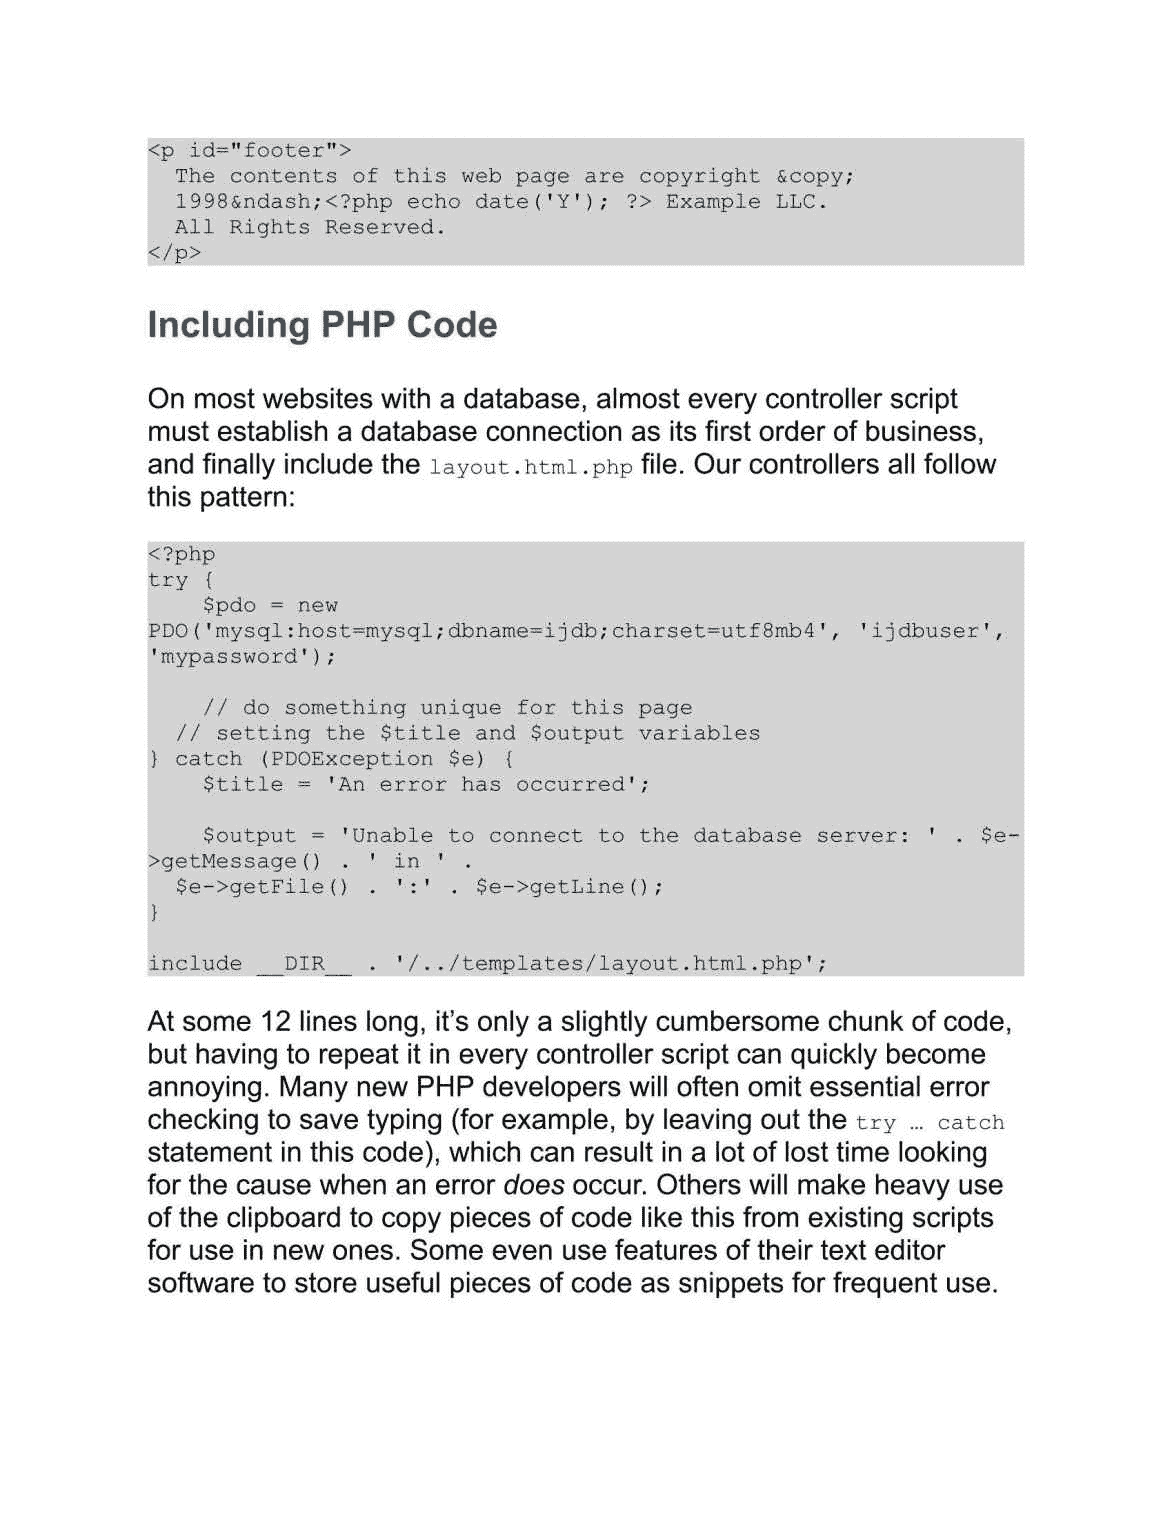 <p id="footer">
  The contents of this web page are copyright &copy;
  1998&ndash;<?php echo date('Y'); ?> Example LLC.
  All Rights Reserved.
</p>
Including PHP Code
On most websites with a database, almost every controller script
must establish a database connection as its first order of business,
and finally include the layout.html.php file. Our controllers all follow
this pattern:
<?php
try {
    $pdo = new
PDO('mysql:host=mysql;dbname=ijdb;charset=utf8mb4', 'ijdbuser',
'mypassword');
    // do something unique for this page
  // setting the $title and $output variables
} catch (PDOException $e) {
    $title = 'An error has occurred';
    $output = 'Unable to connect to the database server: ' . $e-
>getMessage() . ' in ' .
  $e->getFile() . ':' . $e->getLine();
}
include __DIR__ . '/../templates/layout.html.php';
At some 12 lines long, it’s only a slightly cumbersome chunk of code,
but having to repeat it in every controller script can quickly become
annoying. Many new PHP developers will often omit essential error
checking to save typing (for example, by leaving out the try … catch
statement in this code), which can result in a lot of lost time looking
for the cause when an error does occur. Others will make heavy use
of the clipboard to copy pieces of code like this from existing scripts
for use in new ones. Some even use features of their text editor
software to store useful pieces of code as snippets for frequent use.